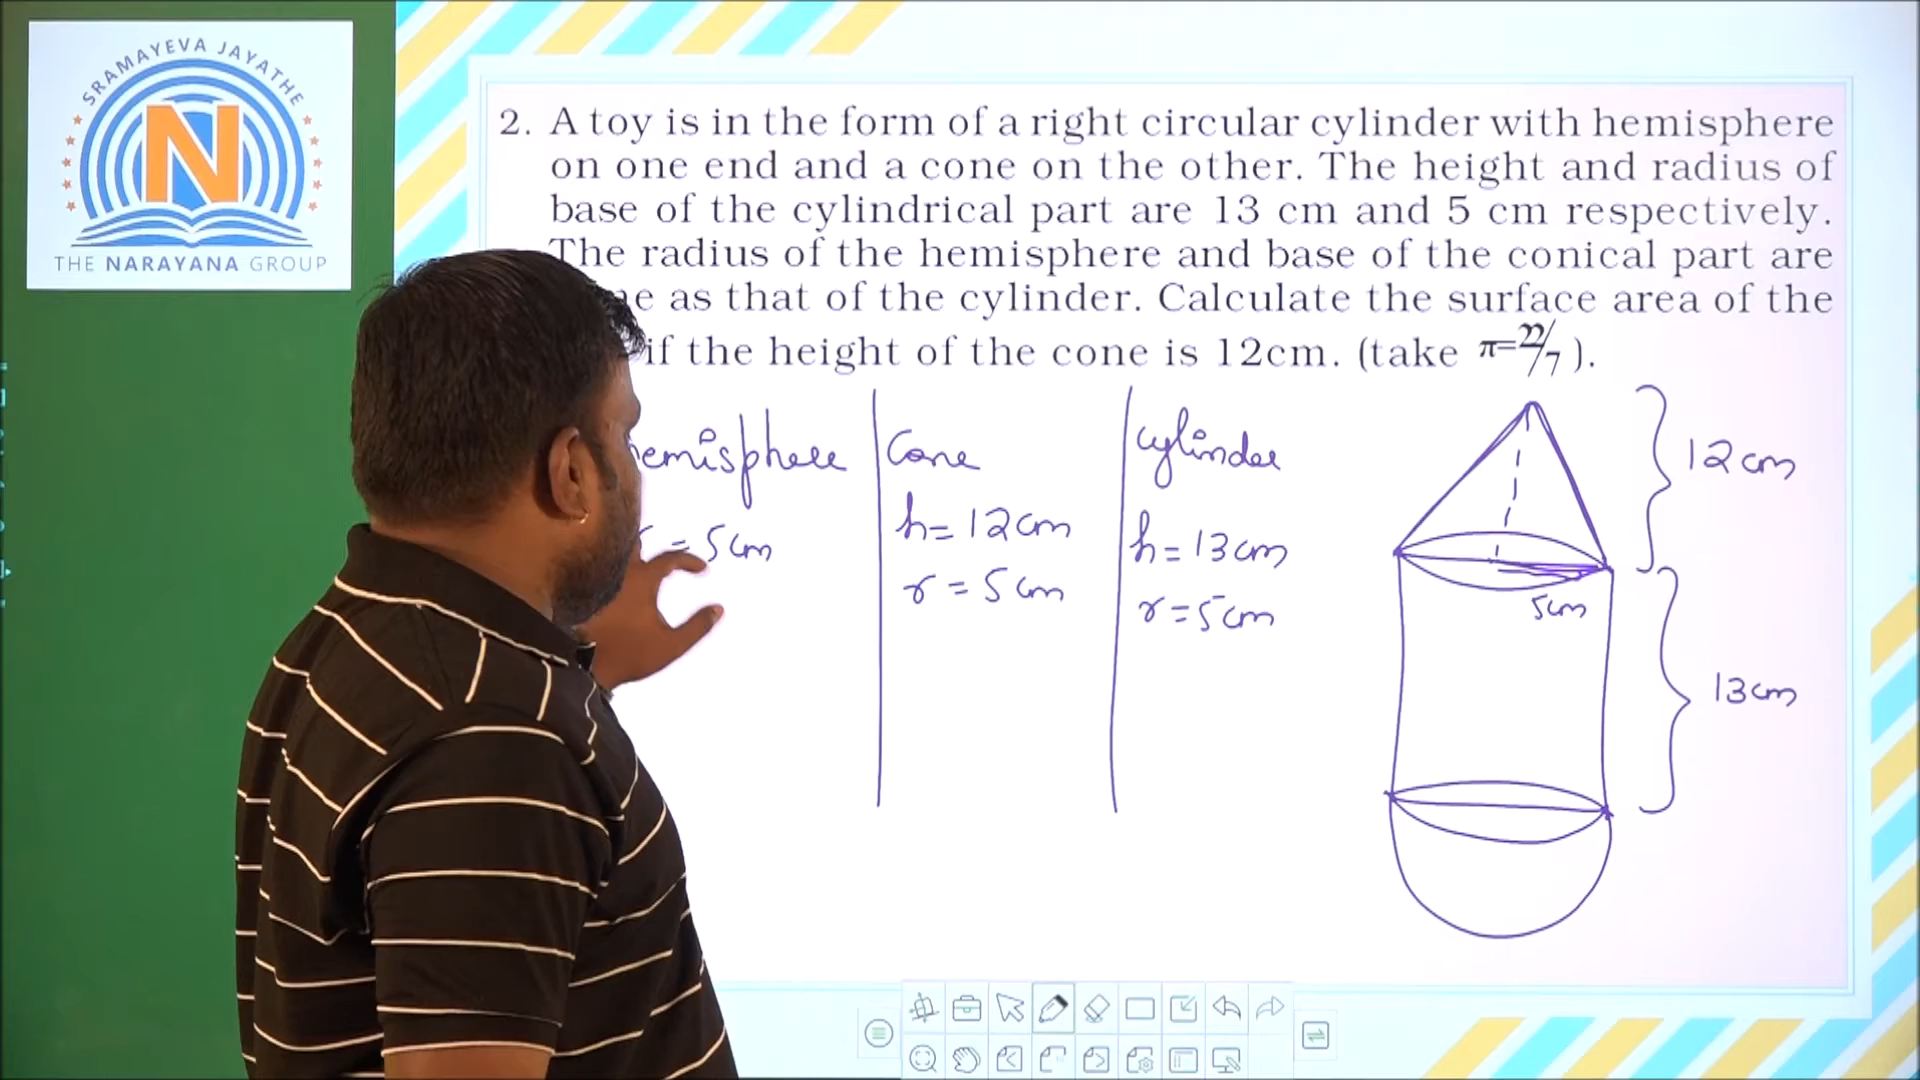 SRAMAYEVA JAYATHE
N
THE NARAYANA GROUP
2. A toy is in the form of a right circular cylinder with hemisphere
on one end and a cone on the other. The height and radius of
base of the cylindrical part are 13 cm and 5 cm respectively.
The radius of the hemisphere and base of the conical part are
e as that of the cylinder. Calculate the surface area of the
if the height of the cone is 12cm. (take π=22/7).
emisphere
= 5cm
Cone
h= 12cm
r = 5cm
cylinder
h= 13cm
r=5cm
12cm
5cm
13cm